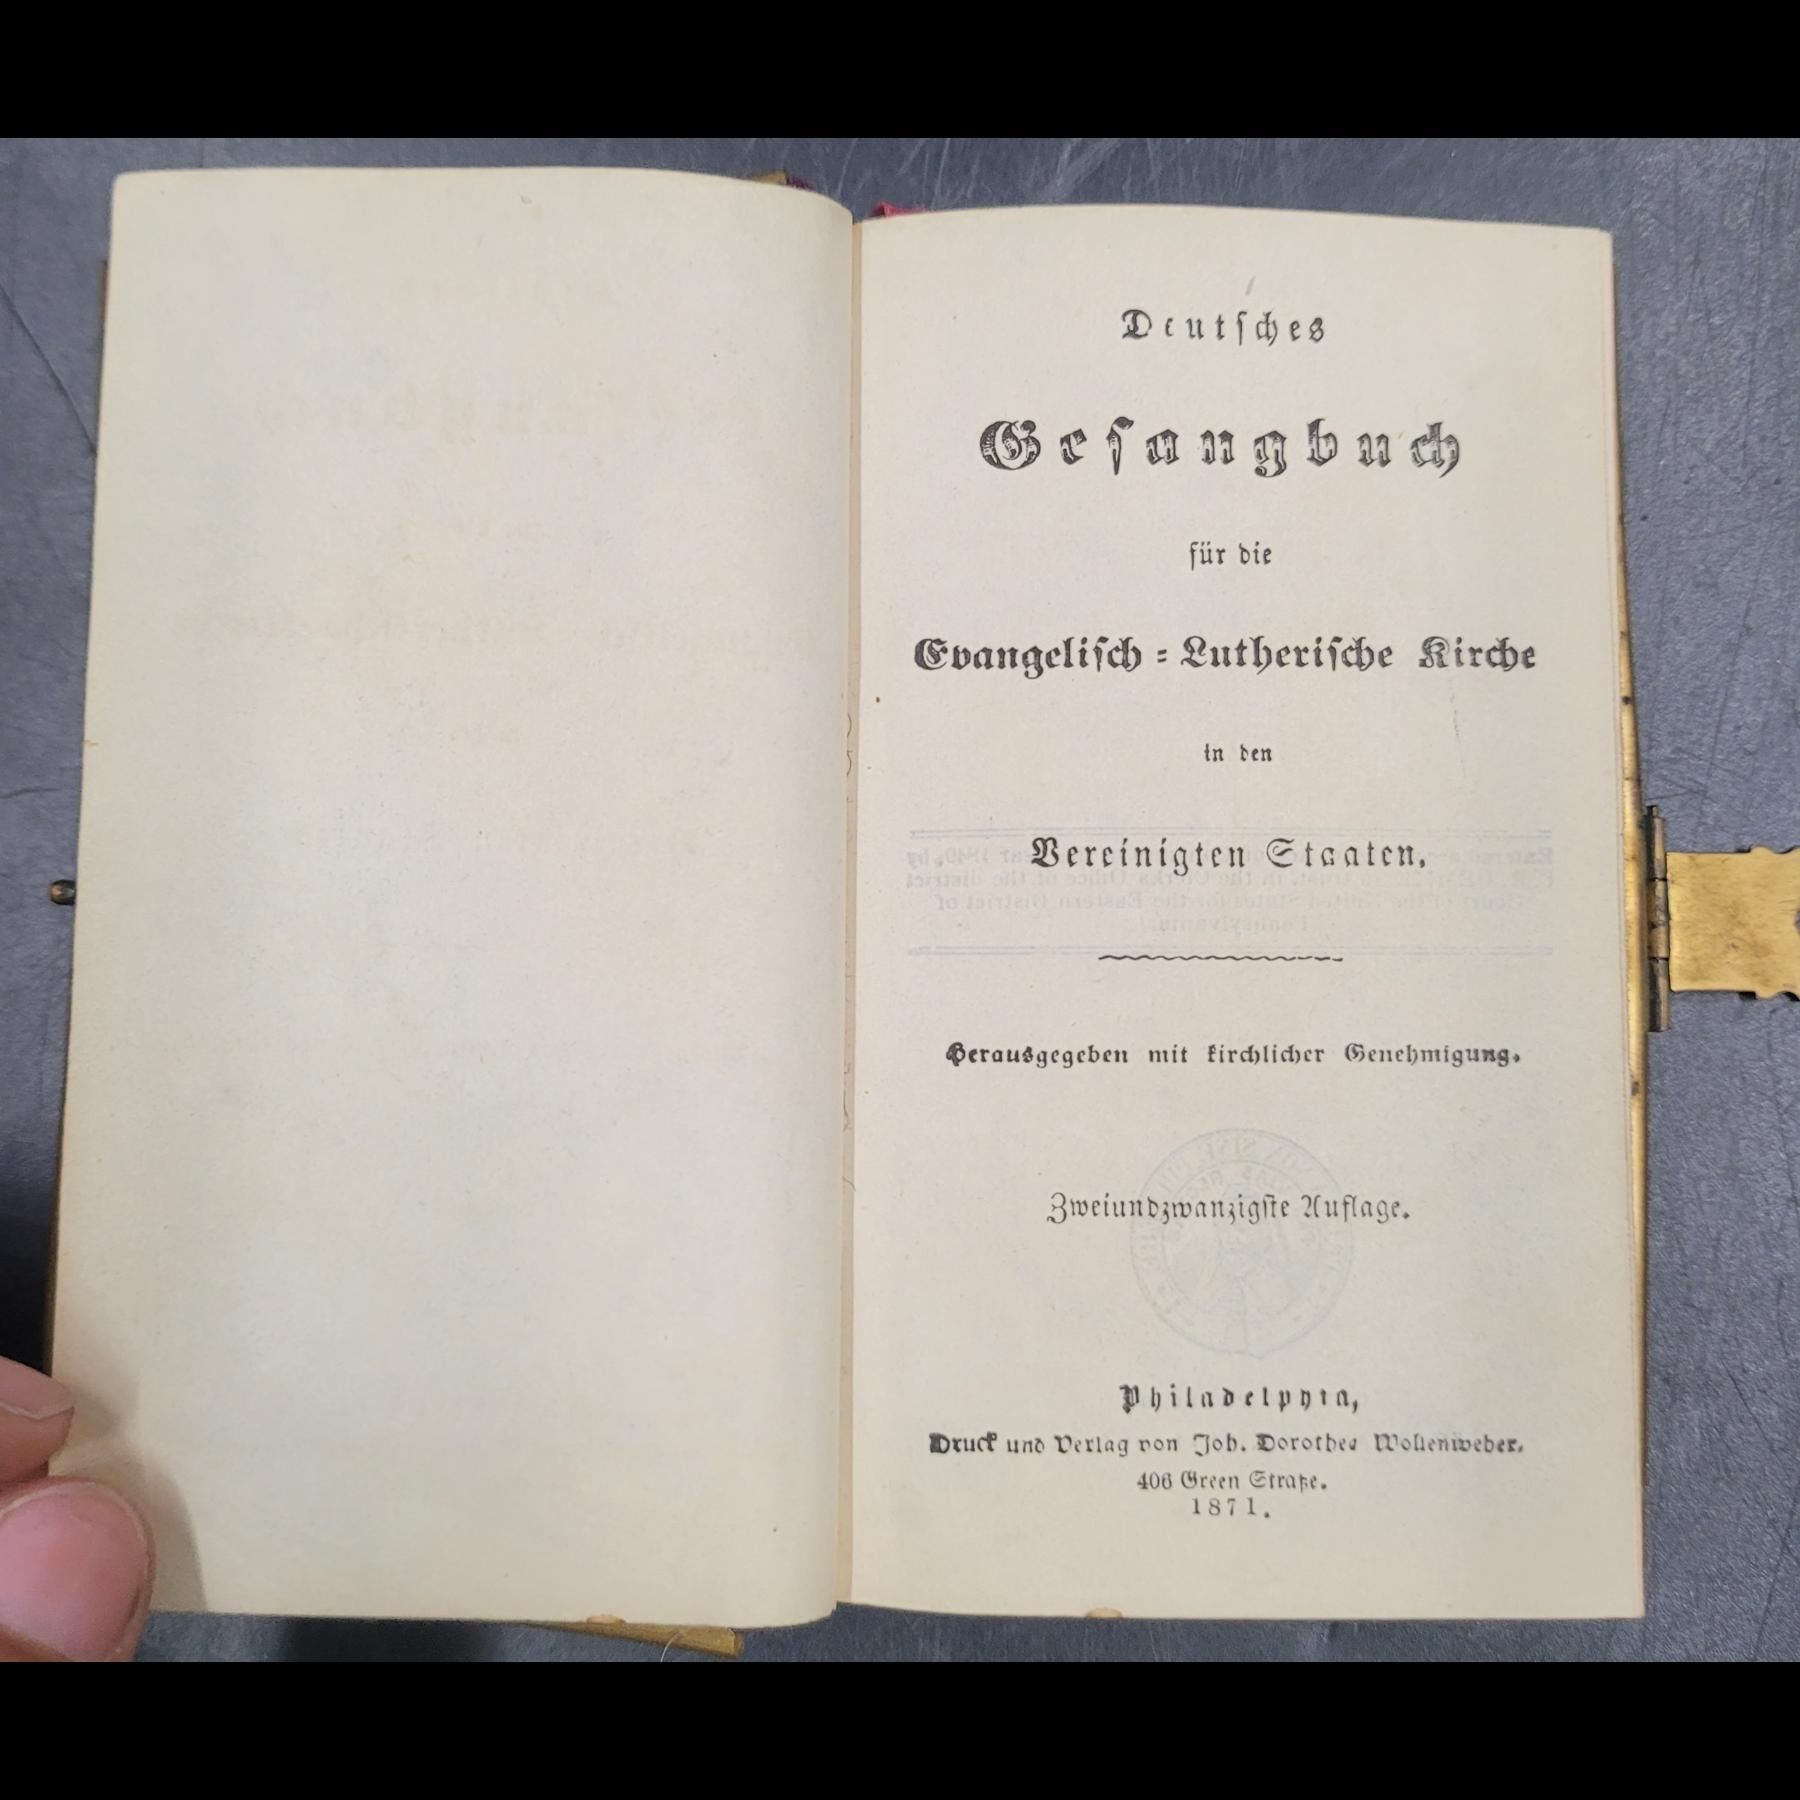 Deutsches
Gesangbuch
für die
Evangelisch-Lutherische Kirche
in den
Vereinigten Staaten.
Herausgegeben mit kirchlicher Genehmigung.
Zweiundzwanzigste Auflage.
Philadelphia,
Druck und Verlag von Joh. Dorothea Wollenweber.
406 Green Straße.
1871.